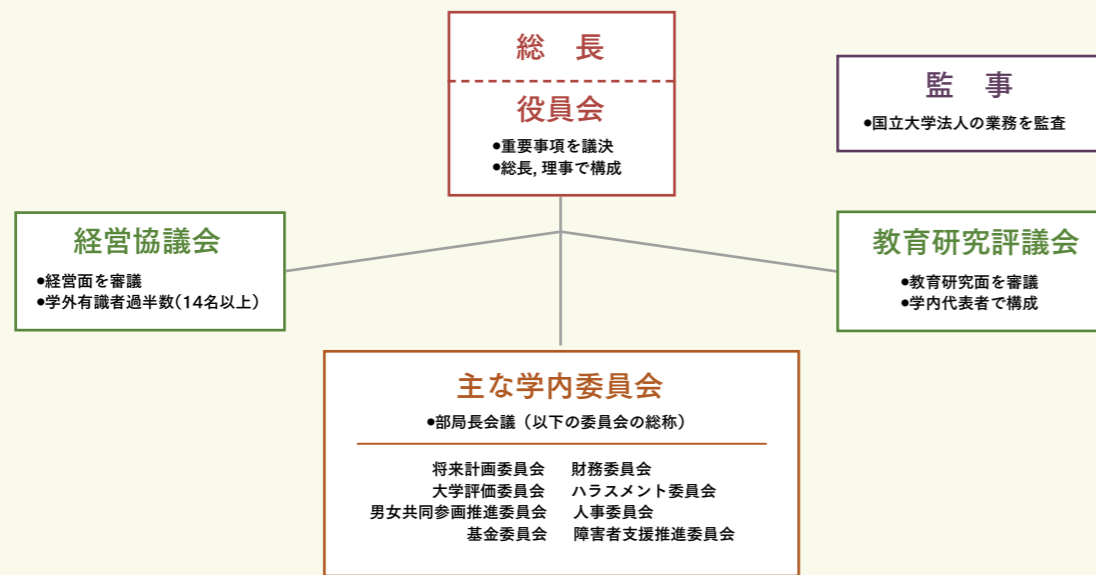 総　長
役員会
●重要事項を議決
●総長, 理事で構成
監　事
●国立大学法人の業務を監査
経営協議会
●経営面を審議
●学外有識者過半数(14名以上)
教育研究評議会
●教育研究面を審議
●学内代表者で構成
主な学内委員会
●部局長会議（以下の委員会の総称）
将来計画委員会　財務委員会
大学評価委員会　ハラスメント委員会
男女共同参画推進委員会　人事委員会
基金委員会　障害者支援推進委員会